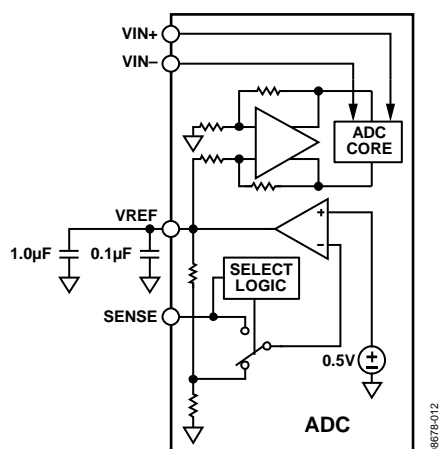 VIN+
VIN–
ADC
CORE
VREF
1.0µF
0.1µF
+
–
SELECT
LOGIC
SENSE
0.5V
+
–
ADC
08678-012